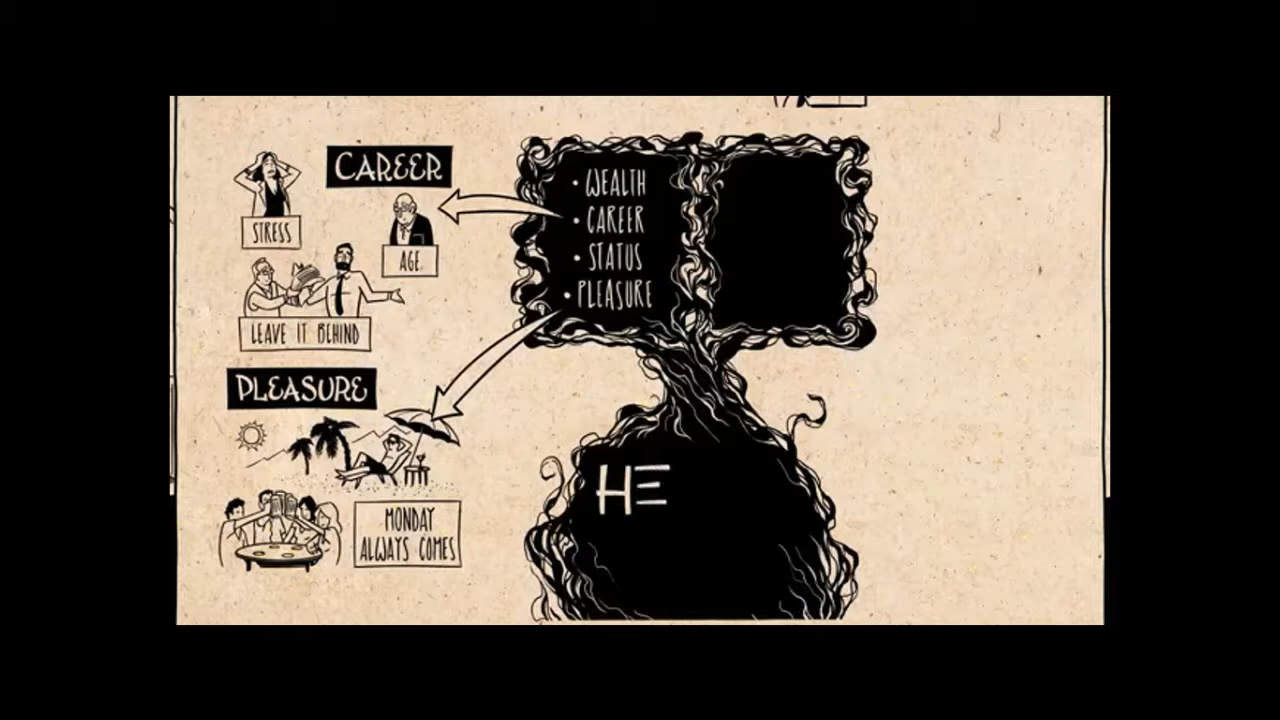 CAREER
STRESS
AGE
LEAVE IT BEHIND
PLEASURE
MONDAY
ALWAYS COMES
• WEALTH
• CAREER
• STATUS
• PLEASURE
HE